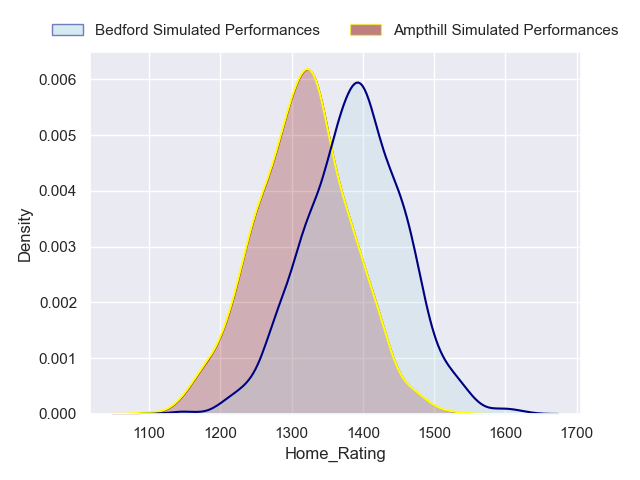 Bedford Simulated Performances Ampthill Simulated Performances
0.006
0.005
0.004
0.003
0.002
0.001
0.000
Density
1100 1200 1300 1400 1500 1600 1700
Home_Rating